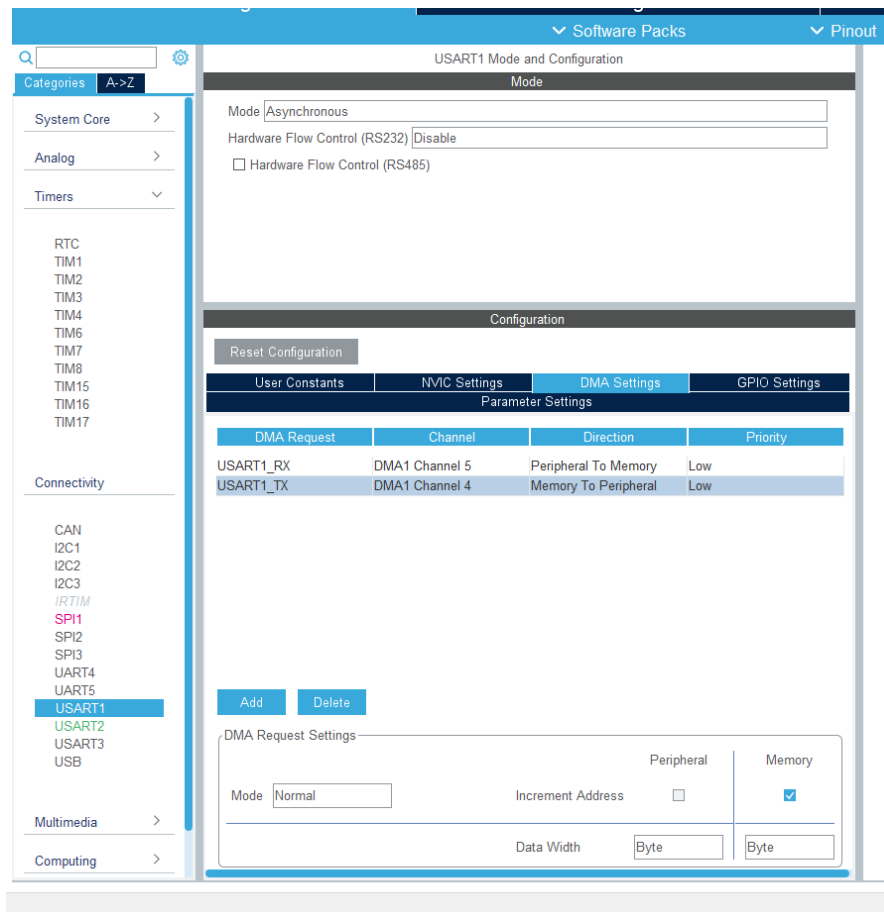 Software Packs
Pinout
Categories
A->Z
System Core
Analog
Timers
RTC
TIM1
TIM2
TIM3
TIM4
TIM6
TIM7
TIM8
TIM15
TIM16
TIM17
Connectivity
CAN
I2C1
I2C2
I2C3
IRTIM
SPI1
SPI2
SPI3
UART4
UART5
USART1
USART2
USART3
USB
Multimedia
Computing
USART1 Mode and Configuration
Mode
Mode Asynchronous
Hardware Flow Control (RS232) Disable
Hardware Flow Control (RS485)
Configuration
Reset Configuration
User Constants NVIC Settings DMA Settings GPIO Settings
Parameter Settings
DMA Request Channel Direction Priority
USART1_RX DMA1 Channel 5 Peripheral To Memory Low
USART1_TX DMA1 Channel 4 Memory To Peripheral Low
Add Delete
DMA Request Settings
Peripheral Memory
Mode Normal Increment Address
Data Width Byte Byte